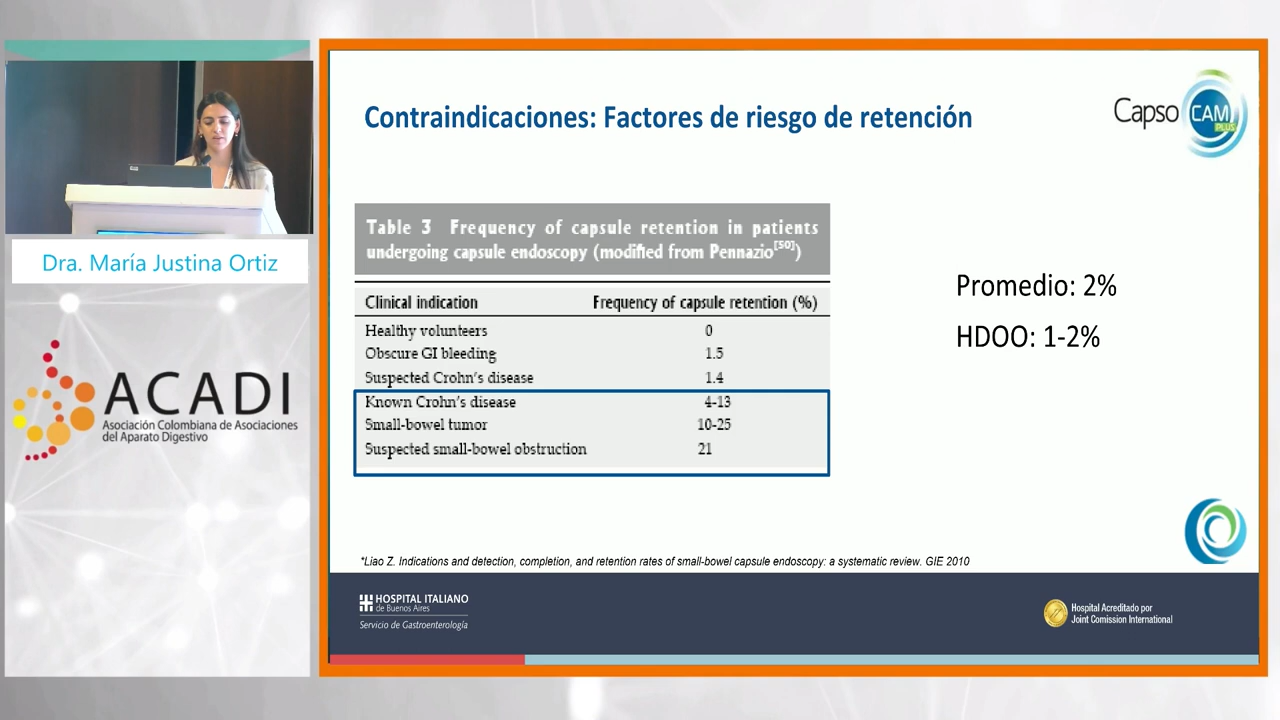 Contraindicaciones: Factores de riesgo de retención
Capso
CAM
PLUS
Dra. María Justina Ortiz
ACADI
Asociación Colombiana de Asociaciones
del Aparato Digestivo
Table 3 Frequency of capsule retention in patients
undergoing capsule endoscopy (modified from Pennazio[50])
Clinical indication Frequency of capsule retention (%)
Healthy volunteers 0
Obscure GI bleeding 1.5
Suspected Crohn's disease 1.4
Known Crohn's disease 4-13
Small-bowel tumor 10-25
Suspected small-bowel obstruction 21
Promedio: 2%
HDOO: 1-2%
*Liao Z. Indications and detection, completion, and retention rates of small-bowel capsule endoscopy: a systematic review. GIE 2010
HOSPITAL ITALIANO
de Buenos Aires
Servicio de Gastroenterología
Hospital Acreditado por
Joint Comission International